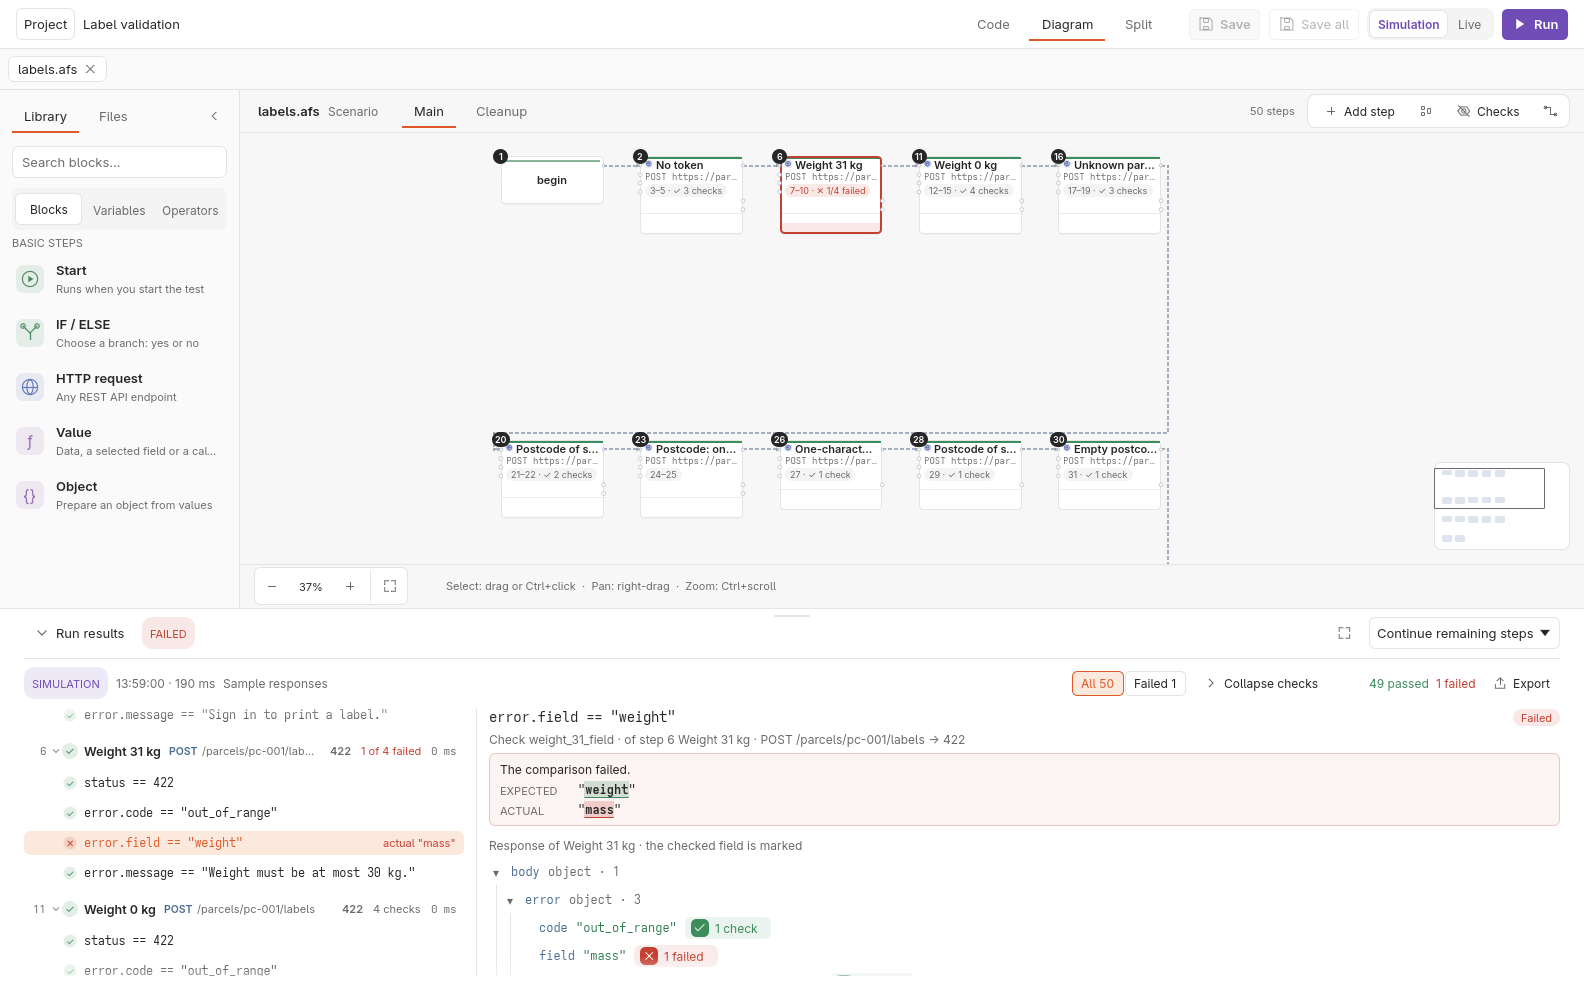 Project Label validation
Code Diagram Split Save Save all Simulation Live Run
labels.afs
Library Files
labels.afs Scenario Main Cleanup
50 steps Add step Checks
Search blocks...
Blocks Variables Operators
BASIC STEPS
Start
Runs when you start the test
IF / ELSE
Choose a branch: yes or no
HTTP request
Any REST API endpoint
Value
Data, a selected field or a cal...
Object
Prepare an object from values
1
begin
2
No token
POST https://par...
3–5 · ✓ 3 checks
6
Weight 31 kg
POST https://par...
7–10 · × 1/4 failed
11
Weight 0 kg
POST https://par...
12–15 · ✓ 4 checks
16
Unknown par...
POST https://par...
17–19 · ✓ 3 checks
20
Postcode of s...
POST https://par...
21–22 · ✓ 2 checks
23
Postcode: on...
POST https://par...
24–25
26
One-charact...
POST https://par...
27 · ✓ 1 check
28
Postcode of s...
POST https://par...
29 · ✓ 1 check
30
Empty postco...
POST https://par...
31 · ✓ 1 check
37%
Select: drag or Ctrl+click · Pan: right-drag · Zoom: Ctrl+scroll
Run results FAILED
Continue remaining steps
SIMULATION 13:59:00 · 190 ms Sample responses
All 50 Failed 1 Collapse checks 49 passed 1 failed Export
error.message == "Sign in to print a label."
6 Weight 31 kg POST /parcels/pc-001/lab... 422 1 of 4 failed 0 ms
status == 422
error.code == "out_of_range"
error.field == "weight" actual "mass"
error.message == "Weight must be at most 30 kg."
11 Weight 0 kg POST /parcels/pc-001/labels 422 4 checks 0 ms
status == 422
error.code == "out_of_range"
error.field == "weight" Failed
Check weight_31_field · of step 6 Weight 31 kg · POST /parcels/pc-001/labels → 422
The comparison failed.
EXPECTED "weight"
ACTUAL "mass"
Response of Weight 31 kg · the checked field is marked
body object · 1
error object · 3
code "out_of_range" 1 check
field "mass" 1 failed